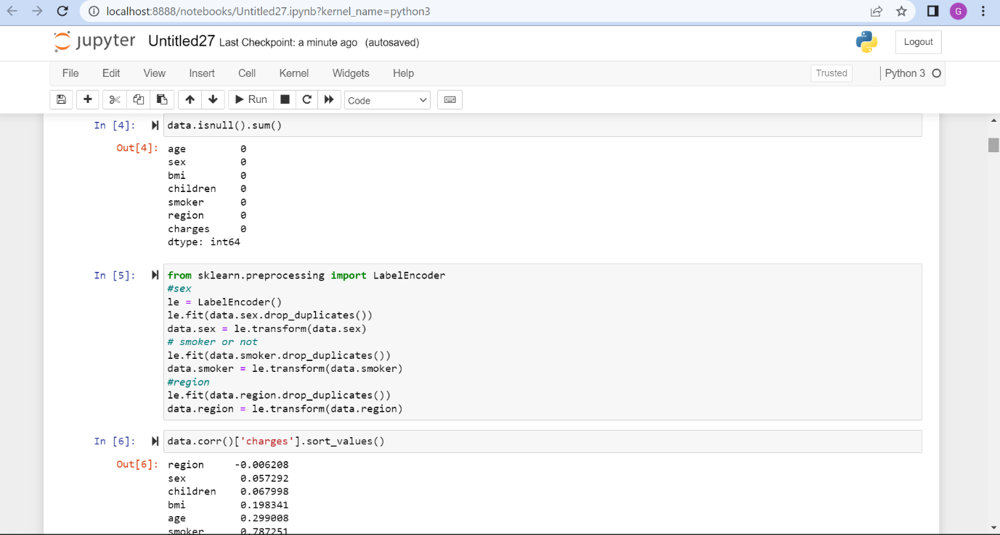 localhost:8888/notebooks/Untitled27.ipynb?kernel_name=python3
G
jupyter Untitled27 Last Checkpoint: a minute ago (autosaved)
Logout
File Edit View Insert Cell Kernel Widgets Help
Trusted
Python 3
Run
Code
In [4]: data.isnull().sum()
Out[4]: age 0
sex 0
bmi 0
children 0
smoker 0
region 0
charges 0
dtype: int64
In [5]: from sklearn.preprocessing import LabelEncoder
#sex
le = LabelEncoder()
le.fit(data.sex.drop_duplicates())
data.sex = le.transform(data.sex)
# smoker or not
le.fit(data.smoker.drop_duplicates())
data.smoker = le.transform(data.smoker)
#region
le.fit(data.region.drop_duplicates())
data.region = le.transform(data.region)
In [6]: data.corr()['charges'].sort_values()
Out[6]: region -0.006208
sex 0.057292
children 0.067998
bmi 0.198341
age 0.299008
smoker 0.787251